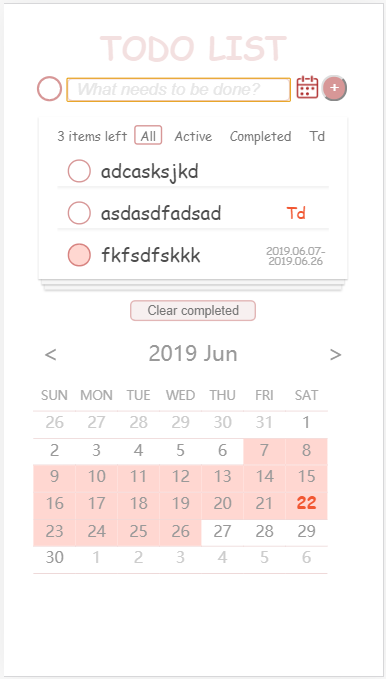 TODO LIST
What needs to be done?
+
3 items left All Active Completed Td
adcasksjkd
asdasdfadsad Td
fkfsdfskkk 2019.06.07-
2019.06.26
Clear completed
< 2019 Jun >
SUN MON TUE WED THU FRI SAT
26 27 28 29 30 31 1
2 3 4 5 6 7 8
9 10 11 12 13 14 15
16 17 18 19 20 21 22
23 24 25 26 27 28 29
30 1 2 3 4 5 6